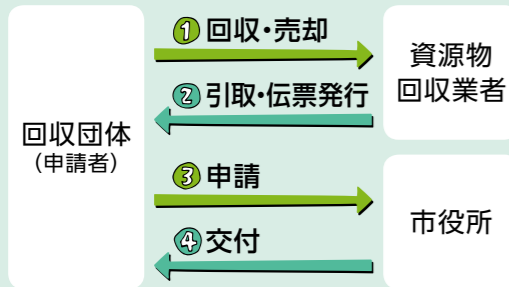 回収団体
（申請者）
① 回収・売却
② 引取・伝票発行
③ 申請
④ 交付
資源物
回収業者
市役所